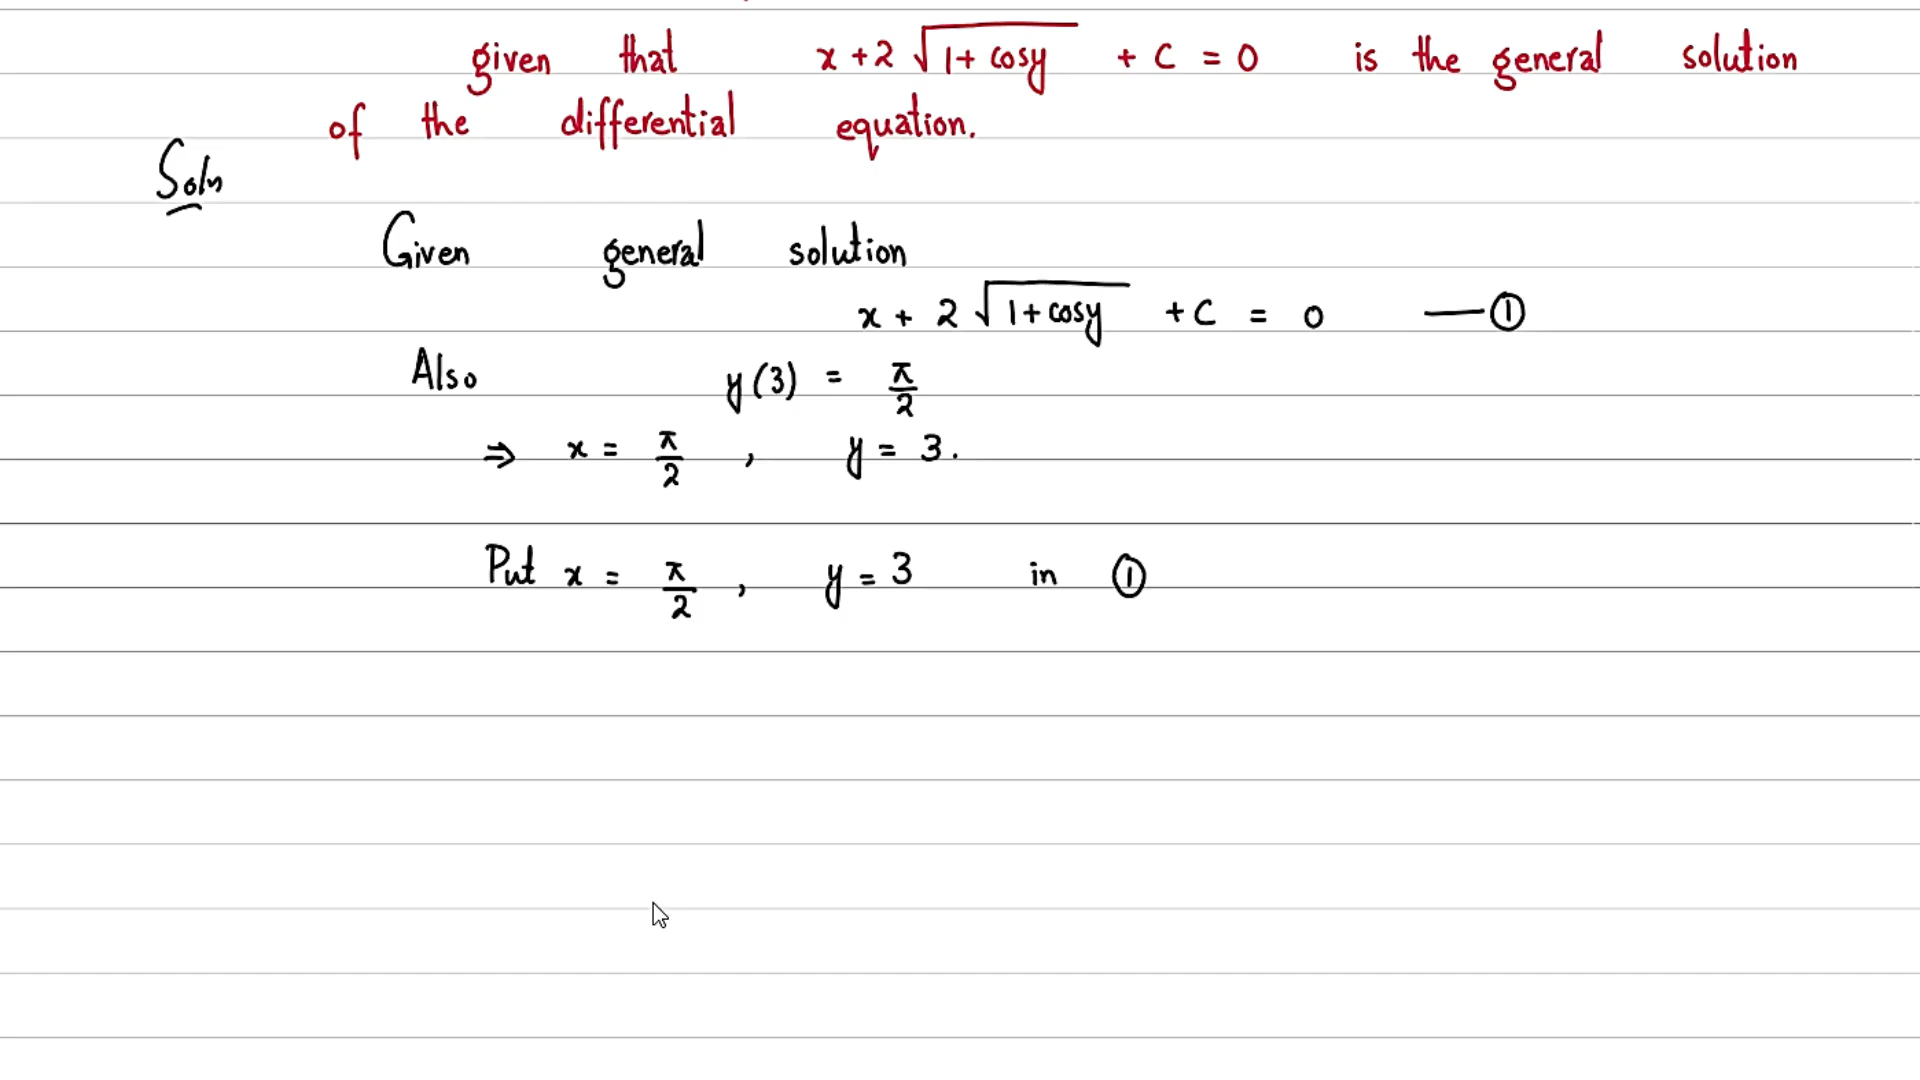 given that x + 2 √(1 + cosy) + C = 0 is the general solution
of the differential equation.
Soln
Given general solution
x + 2 √(1 + cosy) + C = 0 — ①
Also y(3) = π/2
⇒ x = π/2 , y = 3.
Put x = π/2 , y = 3 in ①